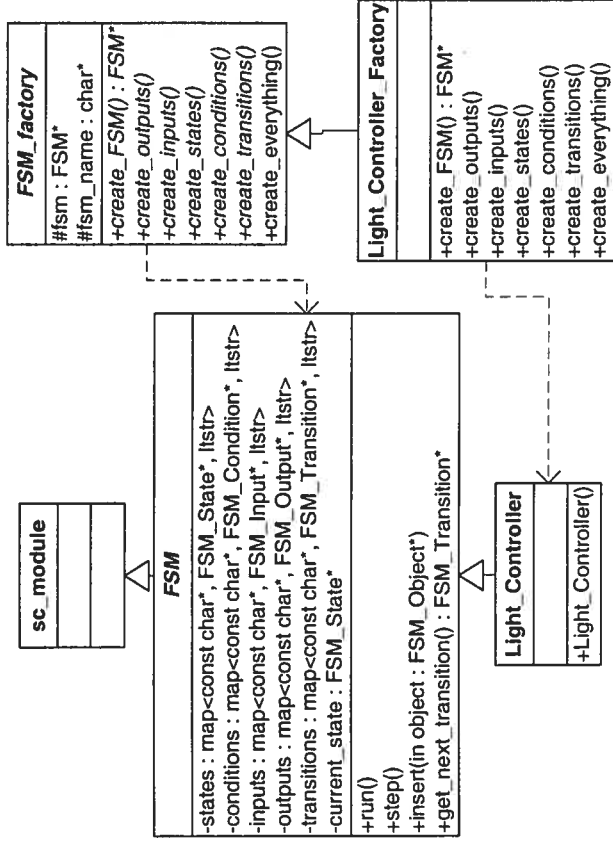 sc_module
FSM
-states : map<const char*, FSM_State*, ltstr>
-conditions : map<const char*, FSM_Condition*, ltstr>
-inputs : map<const char*, FSM_Input*, ltstr>
-outputs : map<const char*, FSM_Output*, ltstr>
-transitions : map<const char*, FSM_Transition*, ltstr>
-current_state : FSM_State*
+run()
+step()
+insert(in object : FSM_Object*)
+get_next_transition() : FSM_Transition*
Light_Controller
+Light_Controller()
FSM_factory
#fsm : FSM*
#fsm_name : char*
+create_FSM() : FSM*
+create_outputs()
+create_inputs()
+create_states()
+create_conditions()
+create_transitions()
+create_everything()
Light_Controller_Factory
+create_FSM() : FSM*
+create_outputs()
+create_inputs()
+create_states()
+create_conditions()
+create_transitions()
+create_everything()